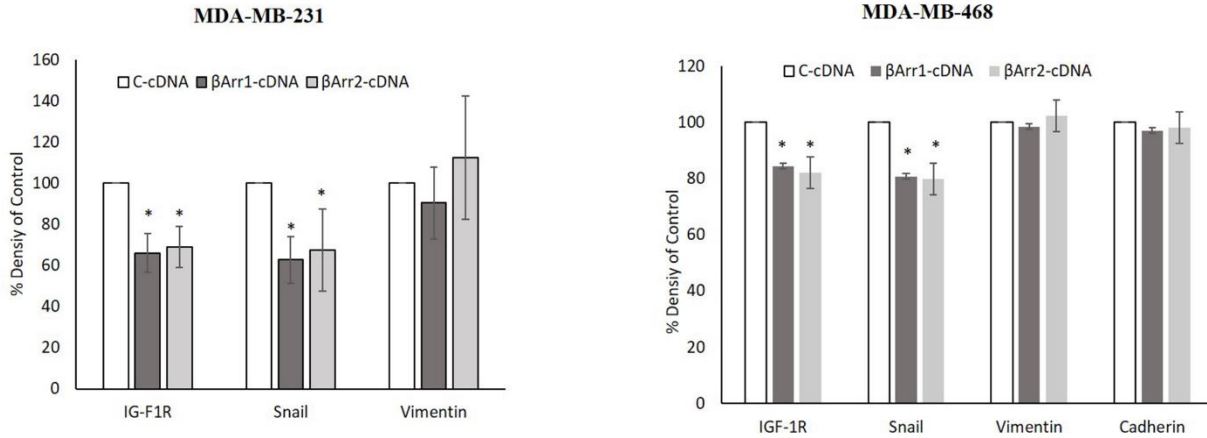 MDA-MB-231
160
140
120
100
80
60
40
20
0
% Densiy of Control
C-cDNA βArr1-cDNA βArr2-cDNA
* *
* *
IG-F1R Snail Vimentin
MDA-MB-468
120
100
80
60
40
20
0
% Densiy of Control
C-cDNA βArr1-cDNA βArr2-cDNA
* *
* *
IGF-1R Snail Vimentin Cadherin